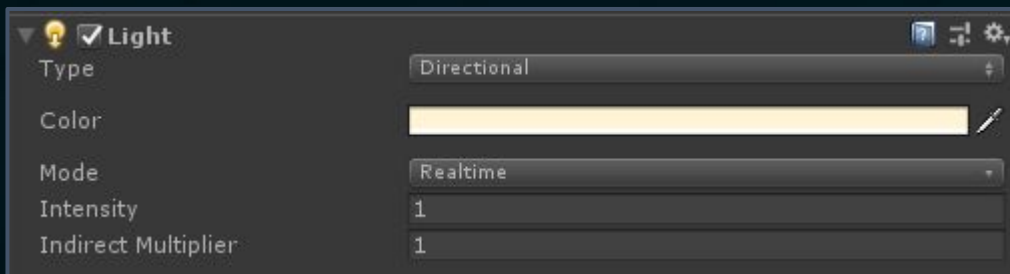 Light
Type Directional
Color
Mode Realtime
Intensity 1
Indirect Multiplier 1